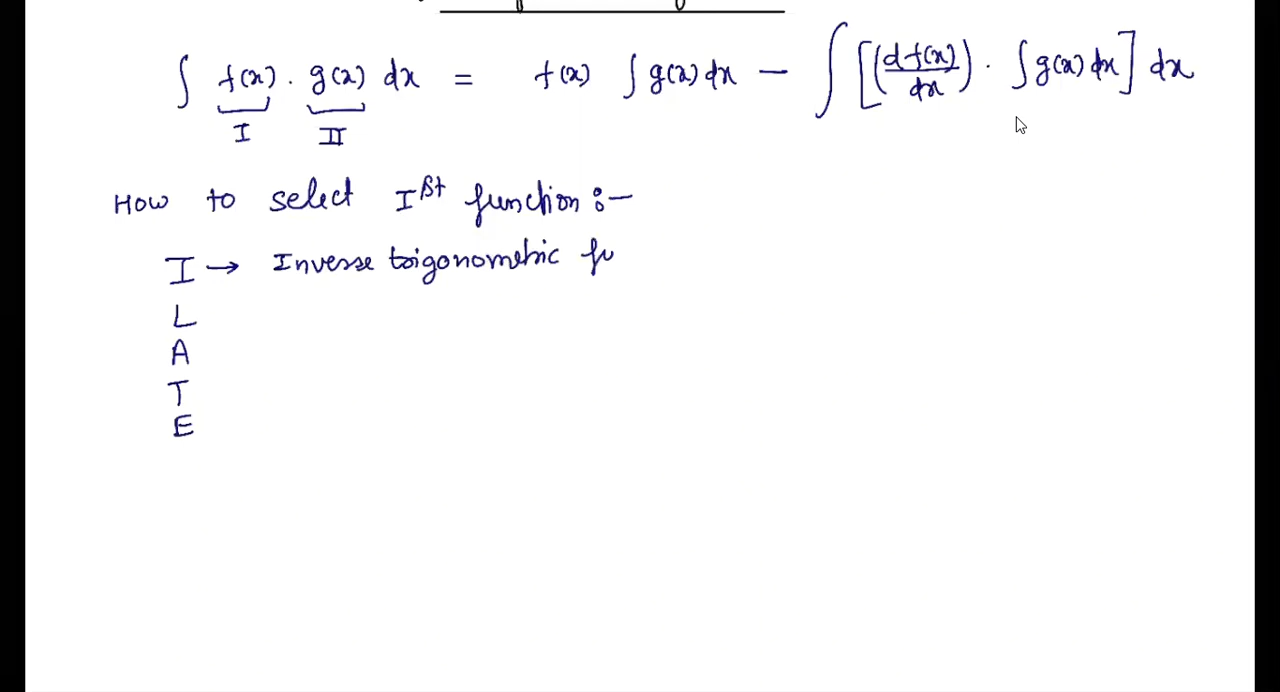 ∫ f(x) . g(x) dx = f(x) ∫ g(x) dx − ∫ [(df(x)/dx) . ∫ g(x) dx] dx
I II
How to select Ist function :-
I → Inverse trigonometric fu
L
A
T
E